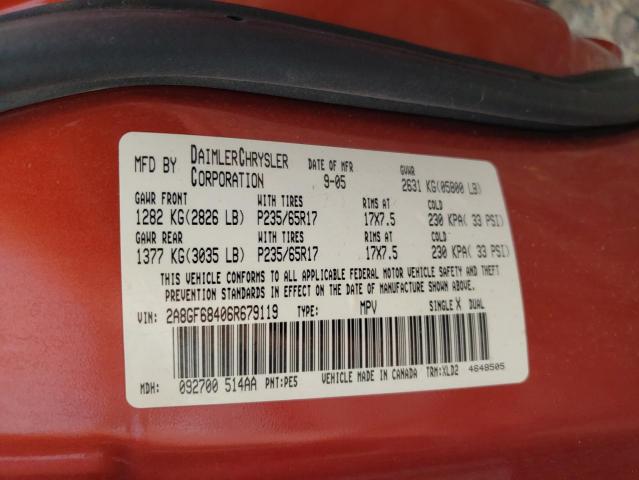 MFD BY DAIMLERCHRYSLER CORPORATION DATE OF MFR 9-05 GVWR 2631 KG(05800 LB)
GAWR FRONT WITH TIRES RIMS AT COLD
1282 KG(2826 LB) P235/65R17 17X7.5 230 KPA( 33 PSI)
GAWR REAR WITH TIRES RIMS AT COLD
1377 KG(3035 LB) P235/65R17 17X7.5 230 KPA( 33 PSI)
THIS VEHICLE CONFORMS TO ALL APPLICABLE FEDERAL MOTOR VEHICLE SAFETY AND THEFT
PREVENTION STANDARDS IN EFFECT ON THE DATE OF MANUFACTURE SHOWN ABOVE.
VIN: 2A8GF68406R679119 TYPE: MPV SINGLE X DUAL
MDH: 092700 514AA PNT:PE5 VEHICLE MADE IN CANADA TRM:XLD2 4648505